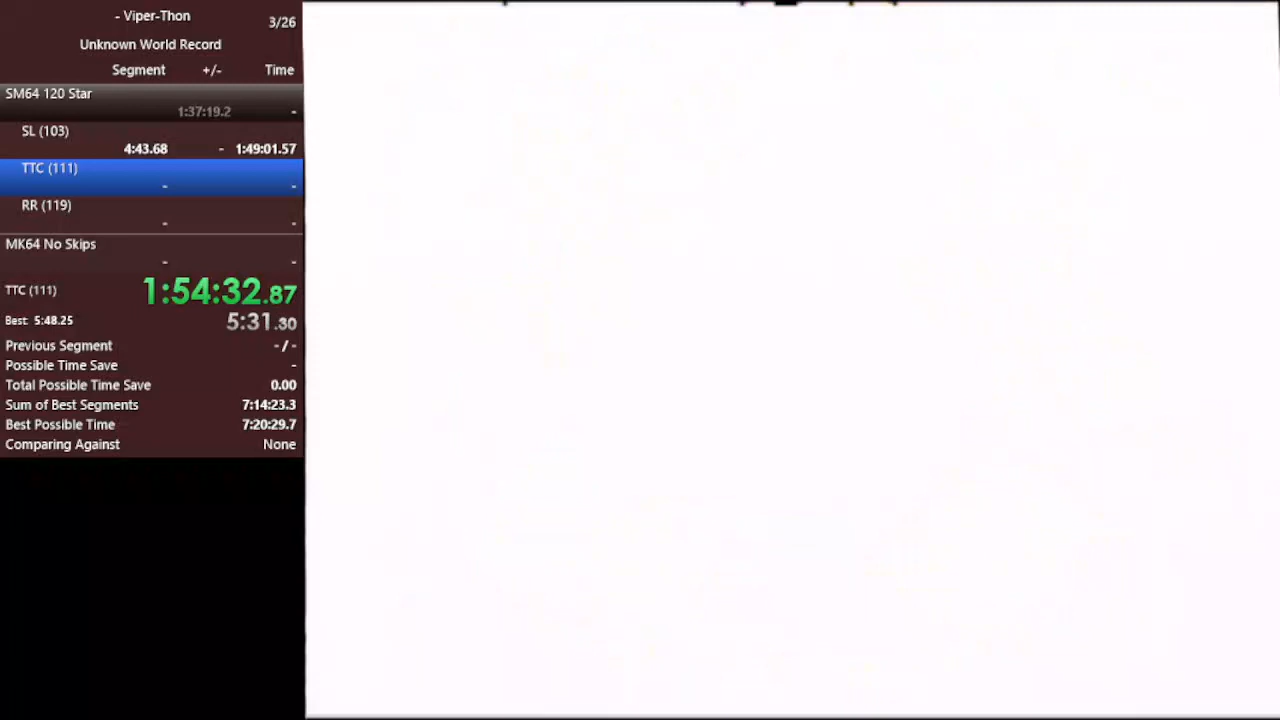 - Viper-Thon
3/26
Unknown World Record
Segment +/- Time
SM64 120 Star
1:37:19.2 -
SL (103)
4:43.68 - 1:49:01.57
TTC (111)
- -
RR (119)
- -
MK64 No Skips
- -
TTC (111) 1:54:32.87
Best: 5:48.25 5:31.30
Previous Segment - / -
Possible Time Save -
Total Possible Time Save 0.00
Sum of Best Segments 7:14:23.3
Best Possible Time 7:20:29.7
Comparing Against None